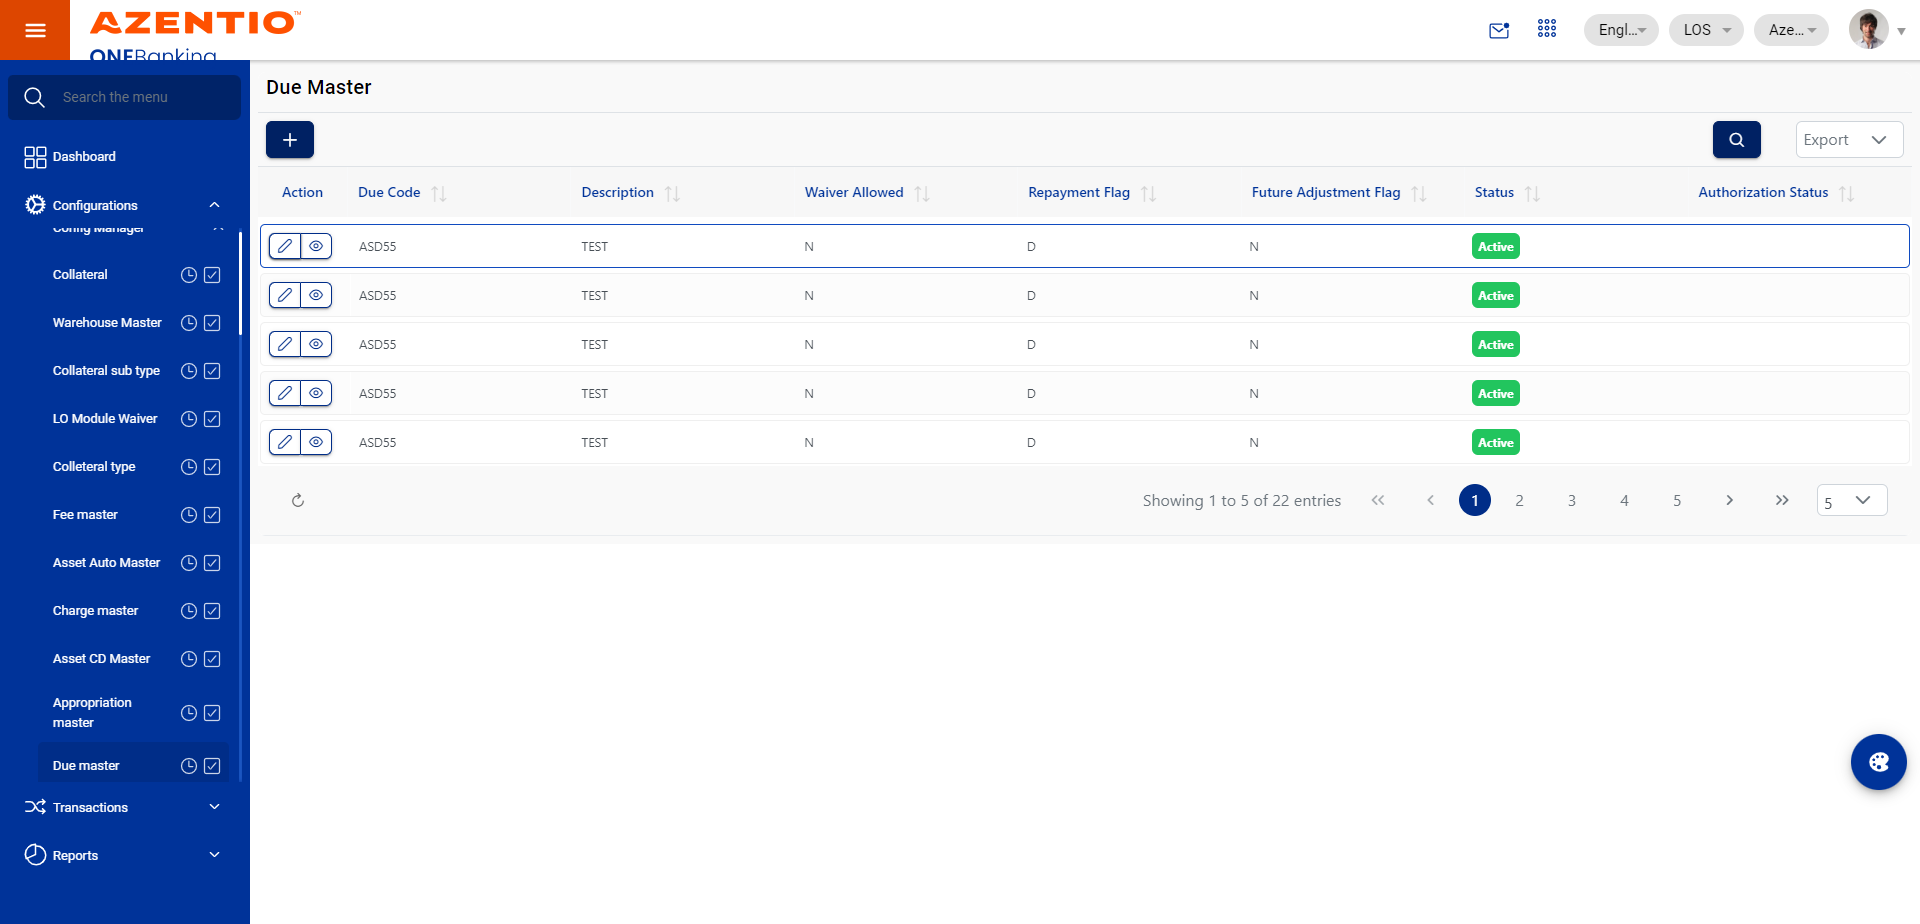 AZENTIO™
ONEBanking
Engl...
LOS
Aze...
Search the menu
Dashboard
Configurations
Config Manager
Collateral
Warehouse Master
Collateral sub type
LO Module Waiver
Colleteral type
Fee master
Asset Auto Master
Charge master
Asset CD Master
Appropriation
master
Due master
Transactions
Reports
Due Master
Export
Action Due Code Description Waiver Allowed Repayment Flag Future Adjustment Flag Status Authorization Status
ASD55 TEST N D N Active
ASD55 TEST N D N Active
ASD55 TEST N D N Active
ASD55 TEST N D N Active
ASD55 TEST N D N Active
Showing 1 to 5 of 22 entries 1 2 3 4 5 5